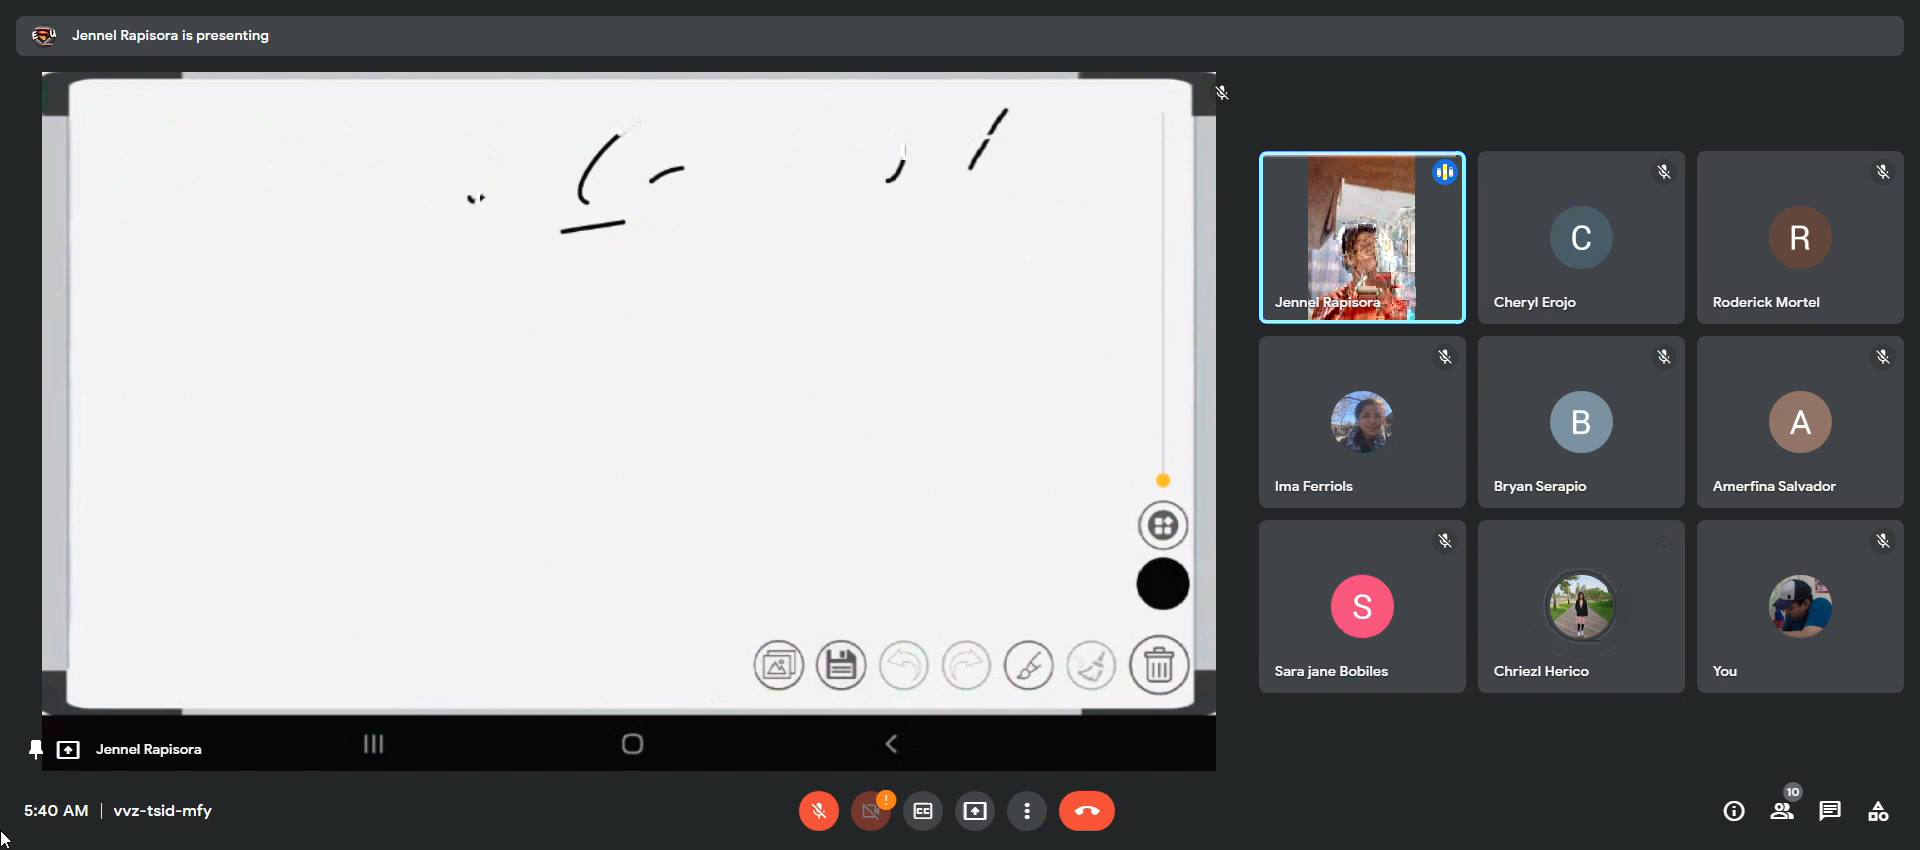 Jennel Rapisora is presenting
Jennel Rapisora
Cheryl Erojo
Roderick Mortel
Ima Ferriols
Bryan Serapio
Amerfina Salvador
Sara jane Bobiles
Chriezl Herico
You
C
R
B
A
S
Jennel Rapisora
5:40 AM | vvz-tsid-mfy
!
CC
10